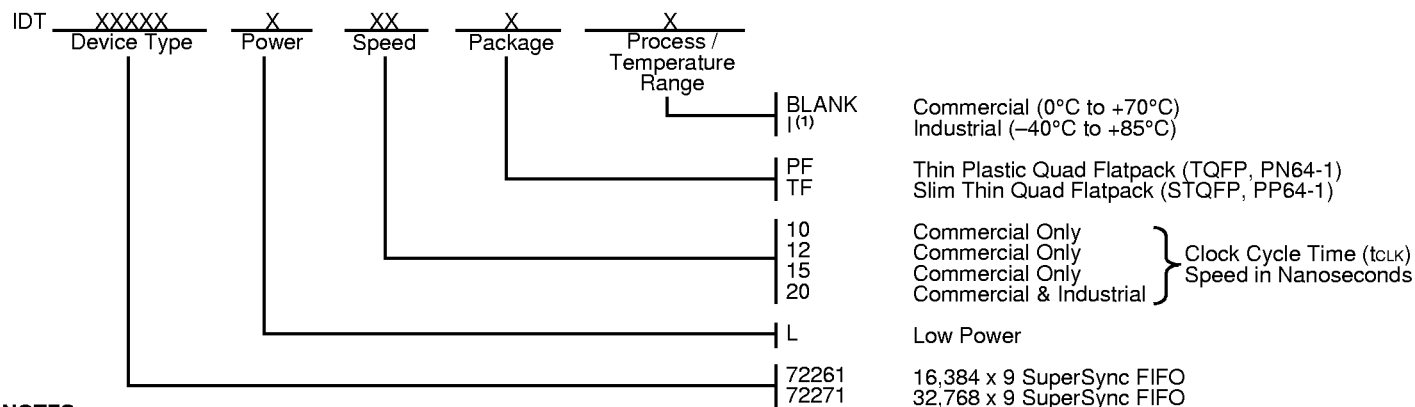 IDT XXXXX X XX X X
Device Type Power Speed Package Process /
Temperature
Range
BLANK Commercial (0°C to +70°C)
I(1) Industrial (–40°C to +85°C)
PF Thin Plastic Quad Flatpack (TQFP, PN64-1)
TF Slim Thin Quad Flatpack (STQFP, PP64-1)
10 Commercial Only
12 Commercial Only
15 Commercial Only
20 Commercial & Industrial
Clock Cycle Time (tCLK)
Speed in Nanoseconds
L Low Power
72261 16,384 x 9 SuperSync FIFO
72271 32,768 x 9 SuperSync FIFO
NOTES